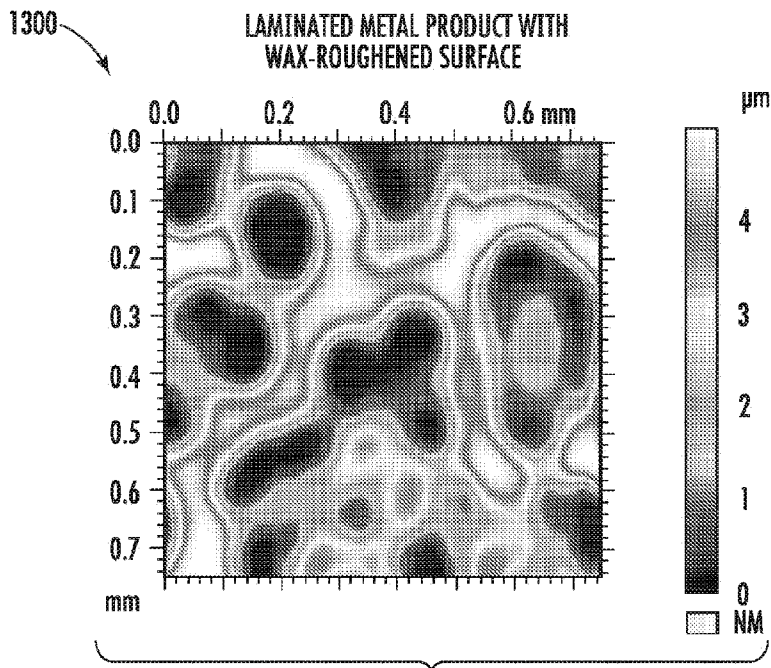 1300
LAMINATED METAL PRODUCT WITH
WAX-ROUGHENED SURFACE
µm
0.0 0.2 0.4 0.6 mm
0.0
0.1
0.2
0.3
0.4
0.5
0.6
0.7
mm
4
3
2
1
0
NM